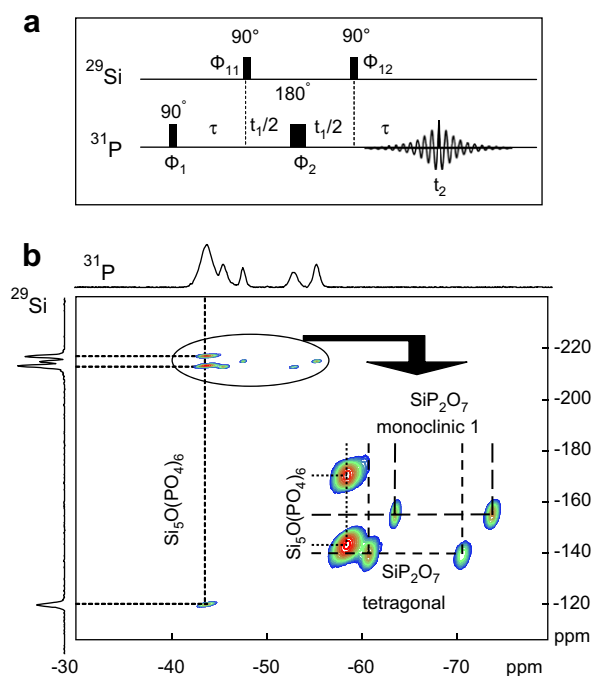 a
90° 90°
²⁹Si Φ₁₁ Φ₁₂
180°
90° τ t₁/2 t₁/2 τ
³¹P
Φ₁ Φ₂ t₂
b
³¹P
²⁹Si
-220
-200
-180
-160
-140
-120
ppm
SiP₂O₇
monoclinic 1
Si₅O(PO₄)₆
Si₅O(PO₄)₆
SiP₂O₇
tetragonal
-30 -40 -50 -60 -70 ppm